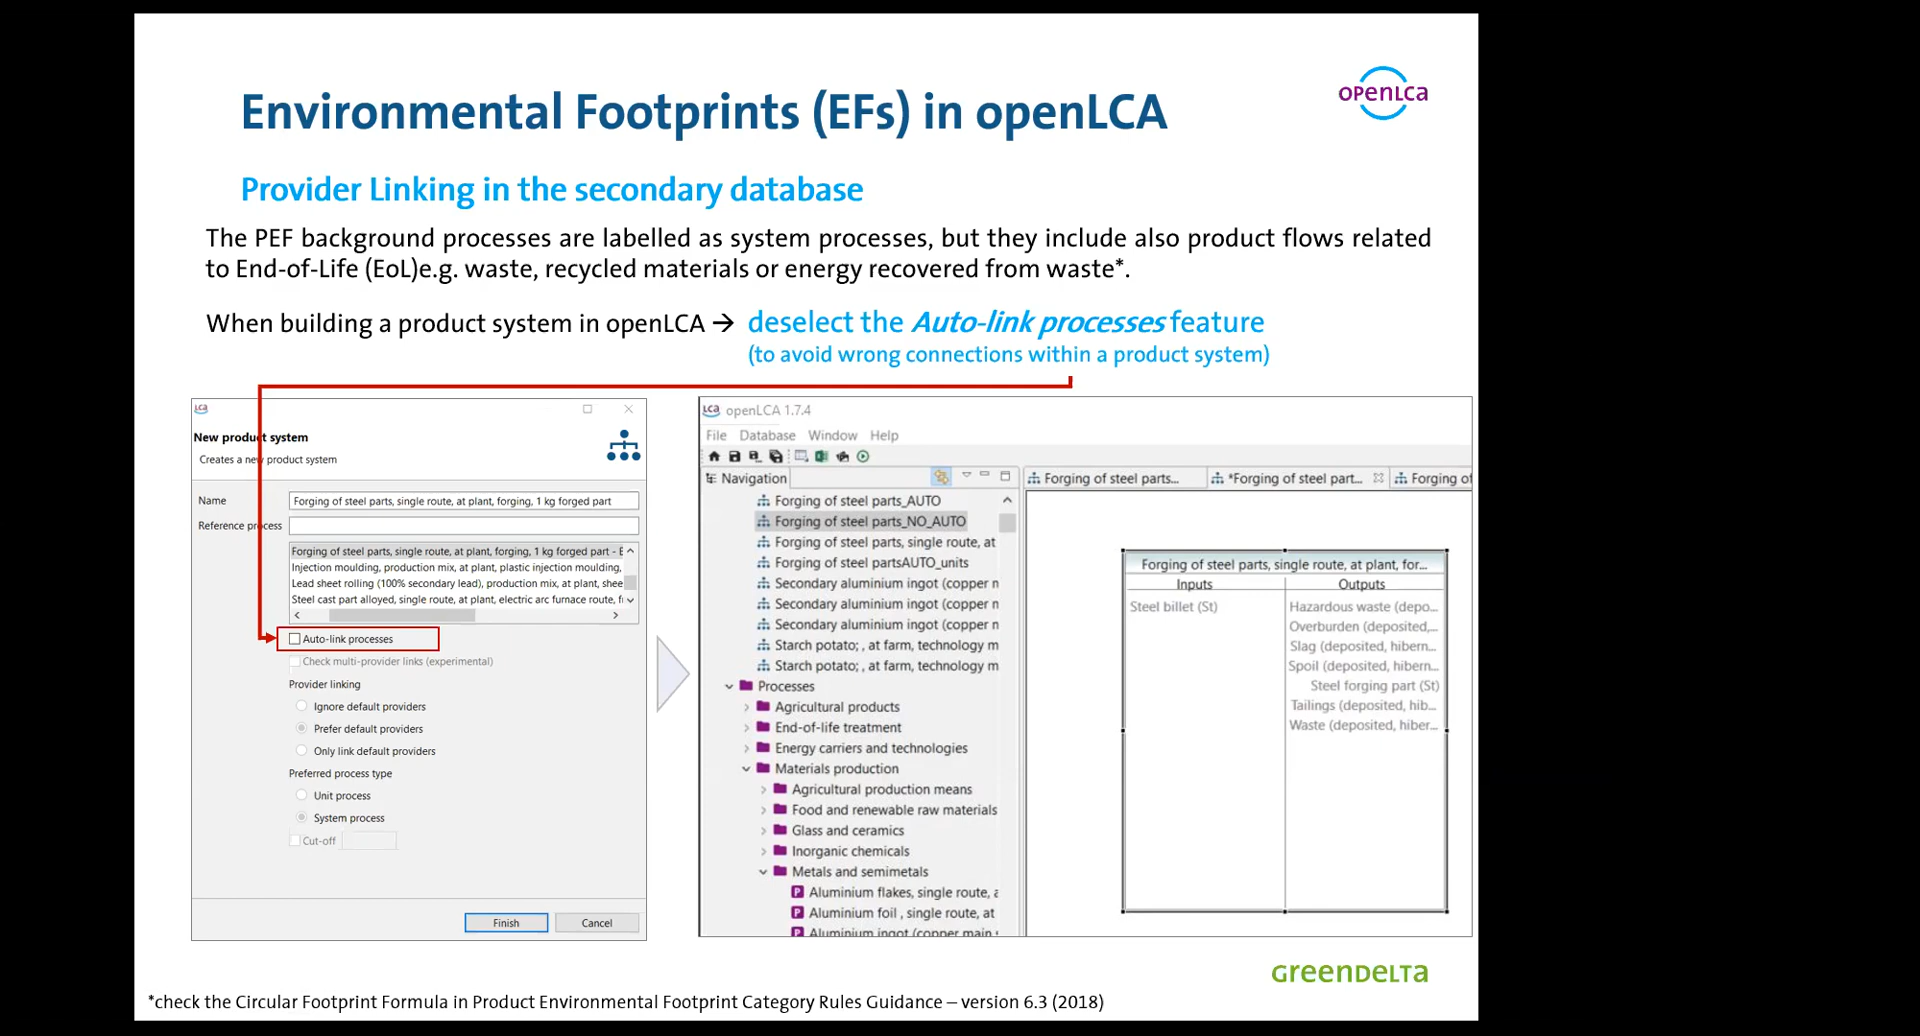 Environmental Footprints (EFs) in openLCA
openLCA
Provider Linking in the secondary database
The PEF background processes are labelled as system processes, but they include also product flows related
to End-of-Life (EoL)e.g. waste, recycled materials or energy recovered from waste*.
When building a product system in openLCA → deselect the Auto-link processes feature
(to avoid wrong connections within a product system)
LCA
New product system
Creates a new product system
Name
Forging of steel parts, single route, at plant, forging, 1 kg forged part
Reference process
Forging of steel parts, single route, at plant, forging, 1 kg forged part - E
Injection moulding, production mix, at plant, plastic injection moulding,
Lead sheet rolling (100% secondary lead), production mix, at plant, shee
Steel cast part alloyed, single route, at plant, electric arc furnace route, f
Auto-link processes
Check multi-provider links (experimental)
Provider linking
Ignore default providers
Prefer default providers
Only link default providers
Preferred process type
Unit process
System process
Cut-off
Finish Cancel
LCA openLCA 1.7.4
File Database Window Help
Navigation
Forging of steel parts...
*Forging of steel part...
Forging of
Forging of steel parts_AUTO
Forging of steel parts_NO_AUTO
Forging of steel parts, single route, at
Forging of steel partsAUTO_units
Secondary aluminium ingot (copper n
Secondary aluminium ingot (copper n
Secondary aluminium ingot (copper n
Starch potato; , at farm, technology m
Starch potato; , at farm, technology m
Processes
Agricultural products
End-of-life treatment
Energy carriers and technologies
Materials production
Agricultural production means
Food and renewable raw materials
Glass and ceramics
Inorganic chemicals
Metals and semimetals
P Aluminium flakes, single route, a
P Aluminium foil , single route, at
P Aluminium ingot (copper main
Forging of steel parts, single route, at plant, for...
Inputs Outputs
Steel billet (St) Hazardous waste (depo...
Overburden (deposited,...
Slag (deposited, hibern...
Spoil (deposited, hibern...
Steel forging part (St)
Tailings (deposited, hib...
Waste (deposited, hiber...
GreenDelta
*check the Circular Footprint Formula in Product Environmental Footprint Category Rules Guidance – version 6.3 (2018)